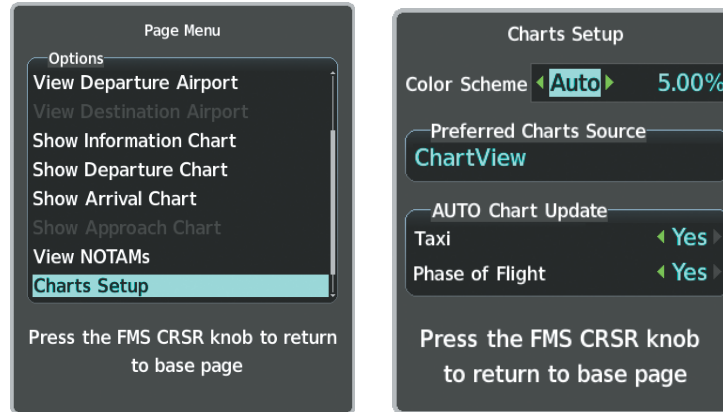 Page Menu
Options
View Departure Airport
View Destination Airport
Show Information Chart
Show Departure Chart
Show Arrival Chart
Show Approach Chart
View NOTAMs
Charts Setup
Press the FMS CRSR knob to return
to base page
Charts Setup
Color Scheme Auto 5.00%
Preferred Charts Source
ChartView
AUTO Chart Update
Taxi Yes
Phase of Flight Yes
Press the FMS CRSR knob
to return to base page